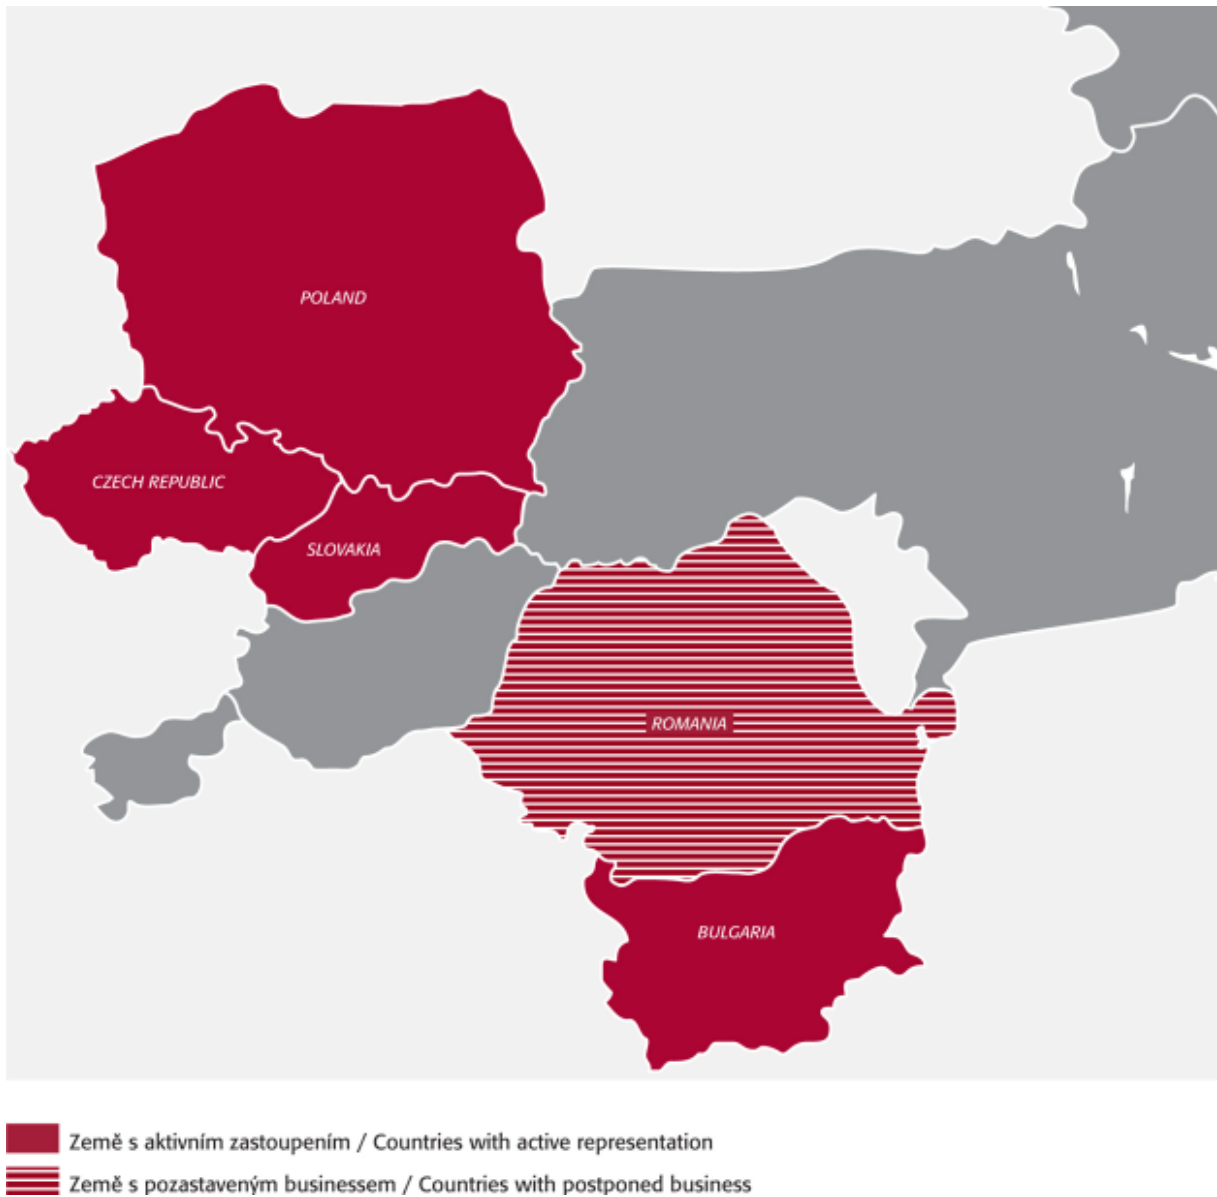 POLAND
CZECH REPUBLIC
SLOVAKIA
ROMANIA
BULGARIA
Země s aktivním zastoupením / Countries with active representation
Země s pozastaveným businessem / Countries with postponed business